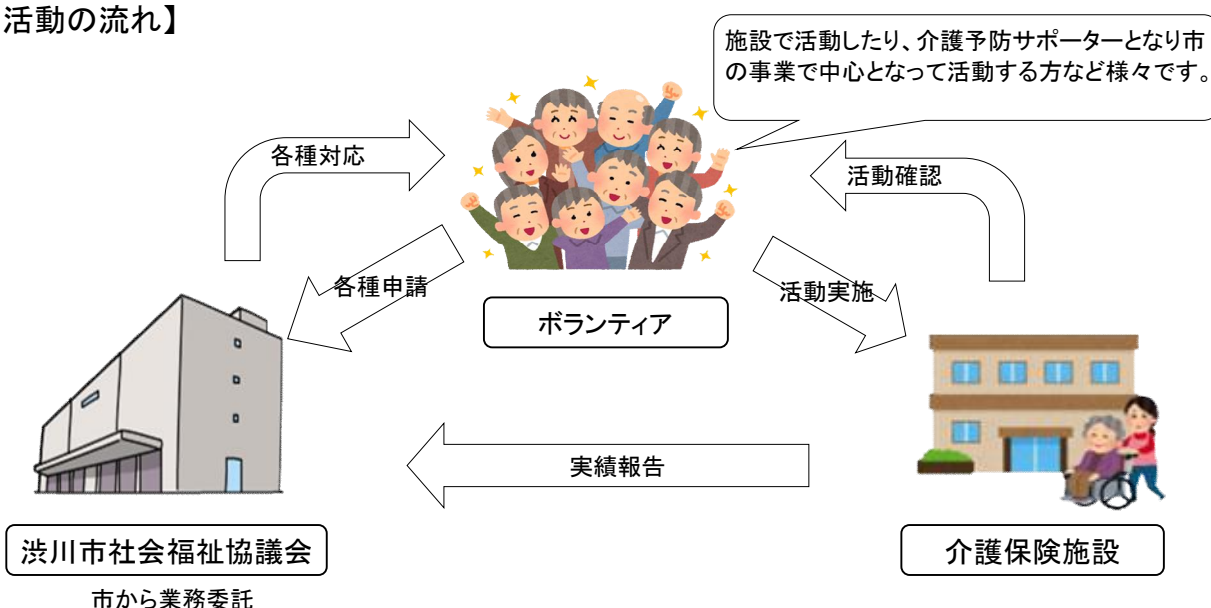 活動の流れ】
施設で活動したり、介護予防サポーターとなり市
の事業で中心となって活動する方など様々です。
各種対応
活動確認
各種申請
活動実施
ボランティア
実績報告
渋川市社会福祉協議会
介護保険施設
市から業務委託